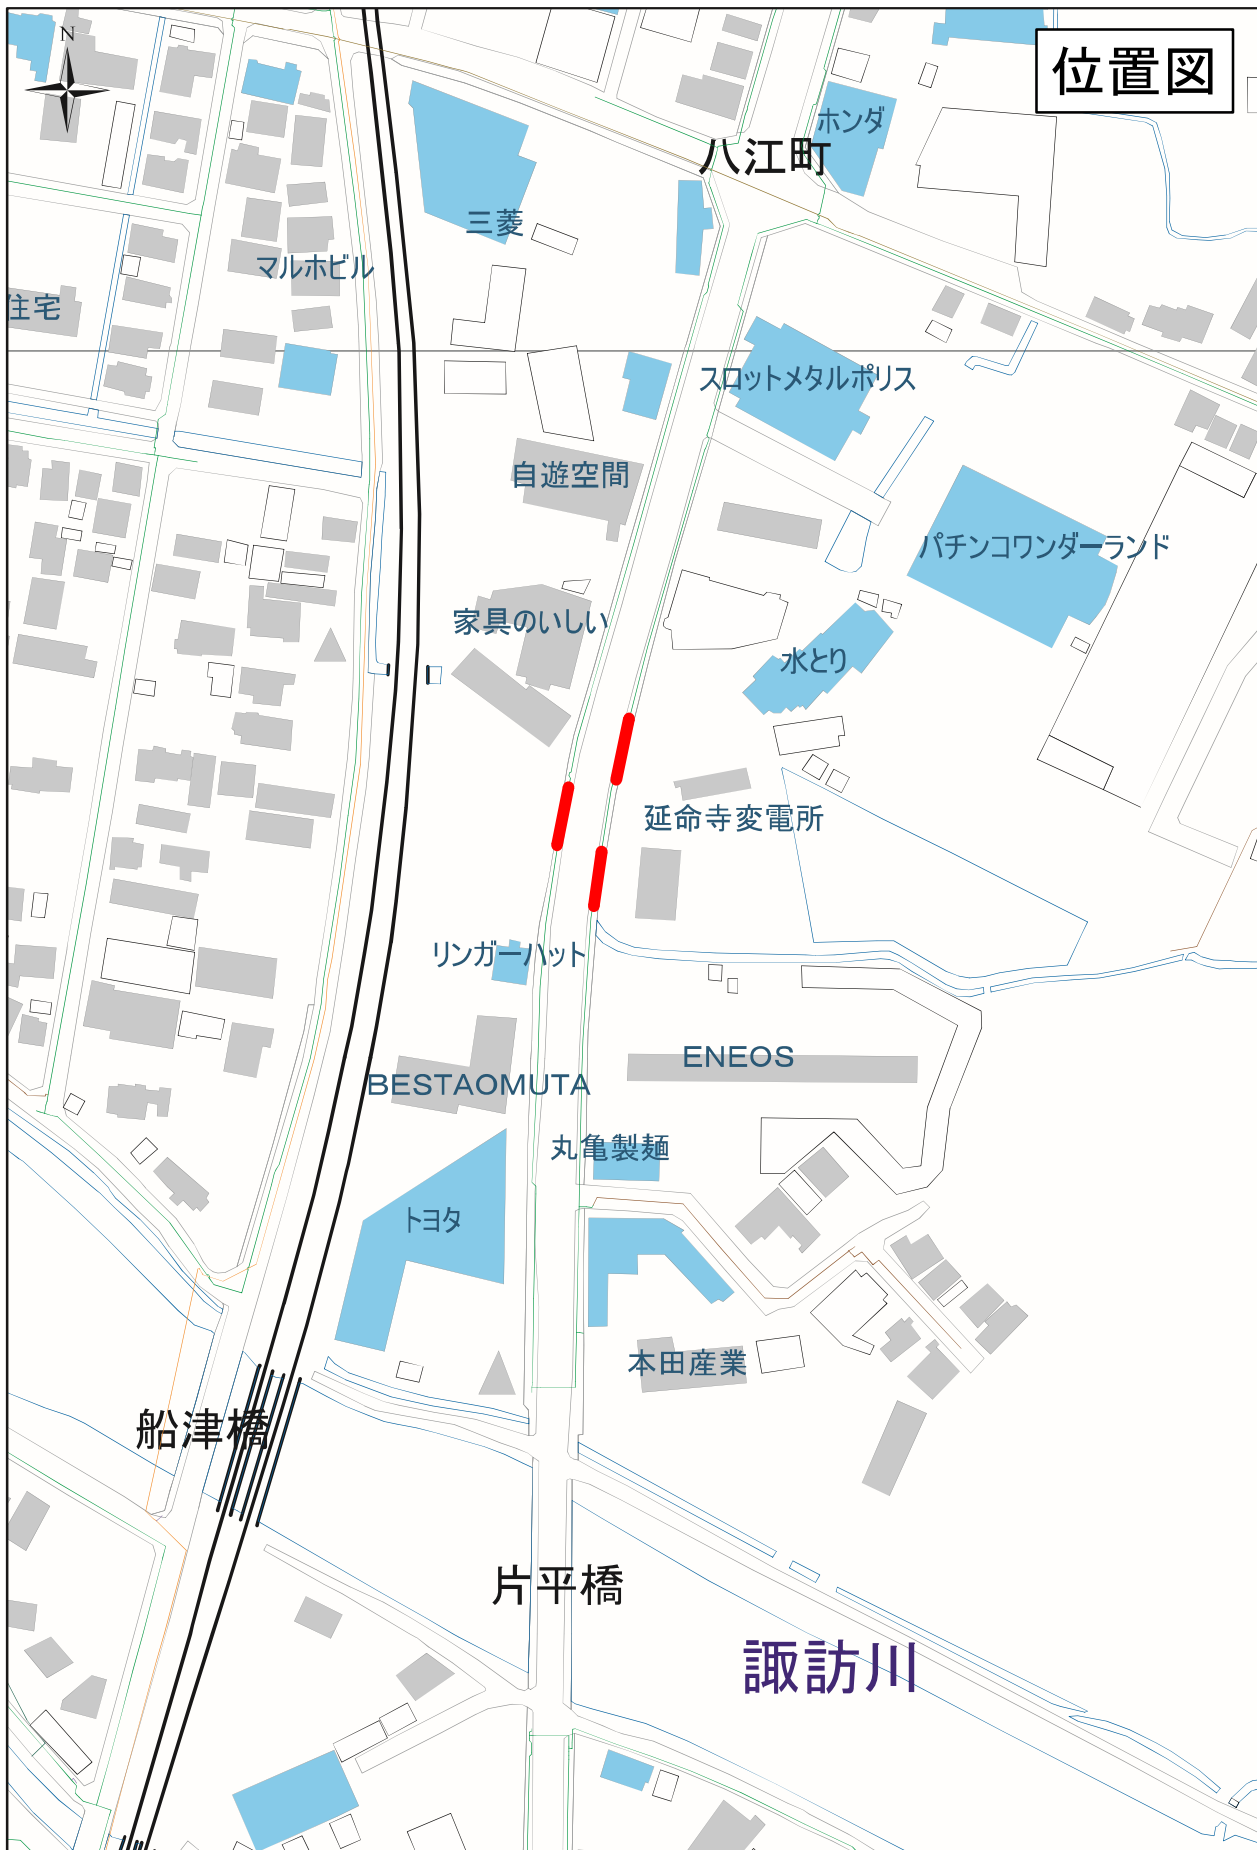 N
位置図
ホンダ
八江町
三菱
マルホビル
住宅
スロットメタルポリス
自遊空間
パチンコワンダーランド
家具のいしい
水とり
延命寺変電所
リンガーハット
ENEOS
BESTAOMUTA
丸亀製麺
トヨタ
本田産業
船津橋
片平橋
諏訪川